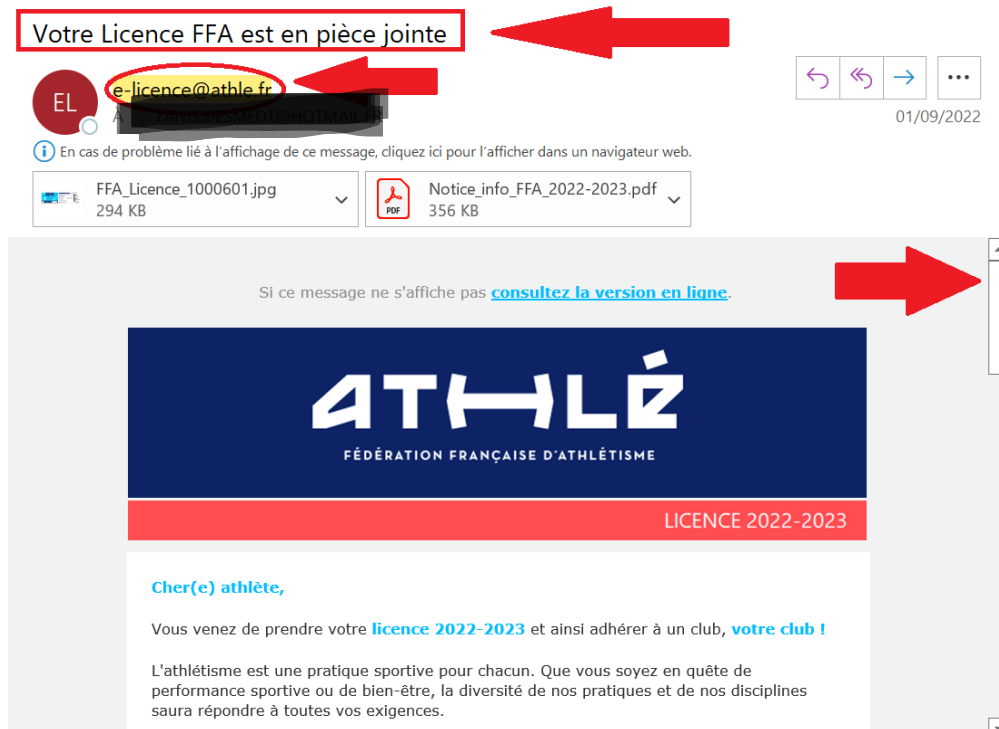 Votre Licence FFA est en pièce jointe
EL
e-licence@athle.fr
À
01/09/2022
En cas de problème lié à l'affichage de ce message, cliquez ici pour l'afficher dans un navigateur web.
FFA_Licence_1000601.jpg
294 KB
PDF
Notice_info_FFA_2022-2023.pdf
356 KB
Si ce message ne s'affiche pas consultez la version en ligne.
ATHLÉ
FÉDÉRATION FRANÇAISE D'ATHLÉTISME
LICENCE 2022-2023
Cher(e) athlète,
Vous venez de prendre votre licence 2022-2023 et ainsi adhérer à un club, votre club !
L'athlétisme est une pratique sportive pour chacun. Que vous soyez en quête de
performance sportive ou de bien-être, la diversité de nos pratiques et de nos disciplines
saura répondre à toutes vos exigences.